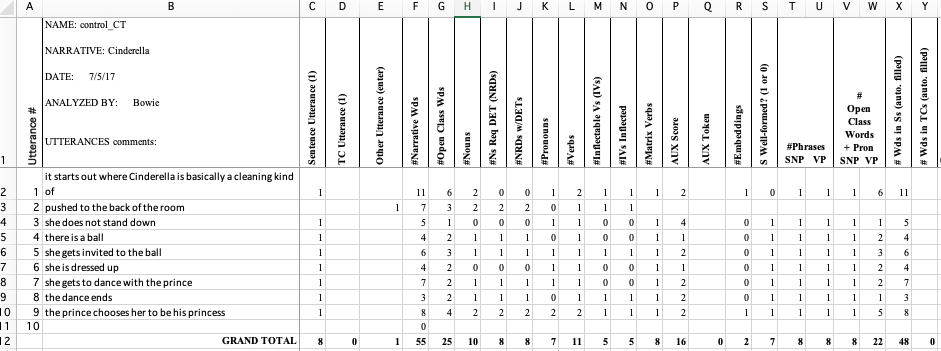 A B C D E F G H I J K L M N O P Q R S T U V W X Y
NAME: control_CT
NARRATIVE: Cinderella
DATE: 7/5/17
ANALYZED BY: Bowie
UTTERANCES comments:
1
Utterance #
Sentence Utterance (1)
TC Utterance (1)
Other Utterance (enter)
#Narrative Wds
#Open Class Wds
#Nouns
#Ns Req DET (NRDs)
#NRDs w/DETs
#Pronouns
#Verbs
#Inflectable Vs (IVs)
#IVs Inflected
#Matrix Verbs
AUX Score
AUX Token
#Embeddings
S Well-formed? (1 or 0)
#Phrases
SNP VP
#
Open
Class
Words
+ Pron
SNP VP
# Wds in Ss (auto. filled)
# Wds in TCs (auto. filled)
it starts out where Cinderella is basically a cleaning kind
2 1 of 1 11 6 2 0 0 1 2 1 1 1 2 1 0 1 1 1 6 11
3 2 pushed to the back of the room 1 7 3 2 2 2 0 1 1 1
4 3 she does not stand down 1 5 1 0 0 0 1 1 0 0 1 4 0 1 1 1 1 1 5
5 4 there is a ball 1 4 2 1 1 1 0 1 0 0 1 1 0 1 1 1 1 2 4
6 5 she gets invited to the ball 1 6 3 1 1 1 1 1 1 1 1 2 0 1 1 1 1 3 6
7 6 she is dressed up 1 4 2 0 0 0 1 1 0 0 1 1 0 1 1 1 1 2 4
8 7 she gets to dance with the prince 1 7 2 1 1 1 1 1 0 0 1 2 0 1 1 1 1 2 7
9 8 the dance ends 1 3 2 1 1 1 0 1 1 1 1 2 0 1 1 1 1 1 3
10 9 the prince chooses her to be his princess 1 8 4 2 2 2 2 2 1 1 1 2 1 1 1 1 1 5 8
11 10 0
12 GRAND TOTAL 8 0 1 55 25 10 8 8 7 11 5 5 8 16 0 2 7 8 8 8 22 48 0